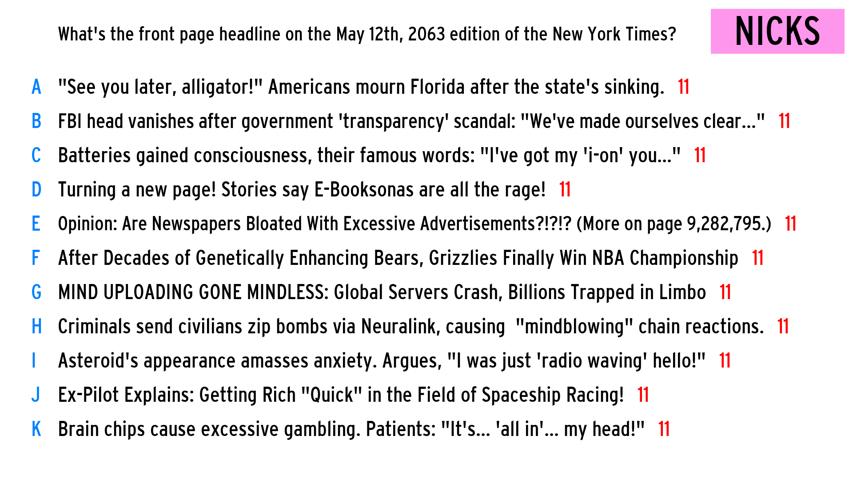 What's the front page headline on the May 12th, 2063 edition of the New York Times?
NICKS
A "See you later, alligator!" Americans mourn Florida after the state's sinking. 11
B FBI head vanishes after government 'transparency' scandal: "We've made ourselves clear..." 11
C Batteries gained consciousness, their famous words: "I've got my 'i-on' you..." 11
D Turning a new page! Stories say E-Booksonas are all the rage! 11
E Opinion: Are Newspapers Bloated With Excessive Advertisements?!?!? (More on page 9,282,795.) 11
F After Decades of Genetically Enhancing Bears, Grizzlies Finally Win NBA Championship 11
G MIND UPLOADING GONE MINDLESS: Global Servers Crash, Billions Trapped in Limbo 11
H Criminals send civilians zip bombs via Neuralink, causing "mindblowing" chain reactions. 11
I Asteroid's appearance amasses anxiety. Argues, "I was just 'radio waving' hello!" 11
J Ex-Pilot Explains: Getting Rich "Quick" in the Field of Spaceship Racing! 11
K Brain chips cause excessive gambling. Patients: "It's... 'all in'... my head!" 11